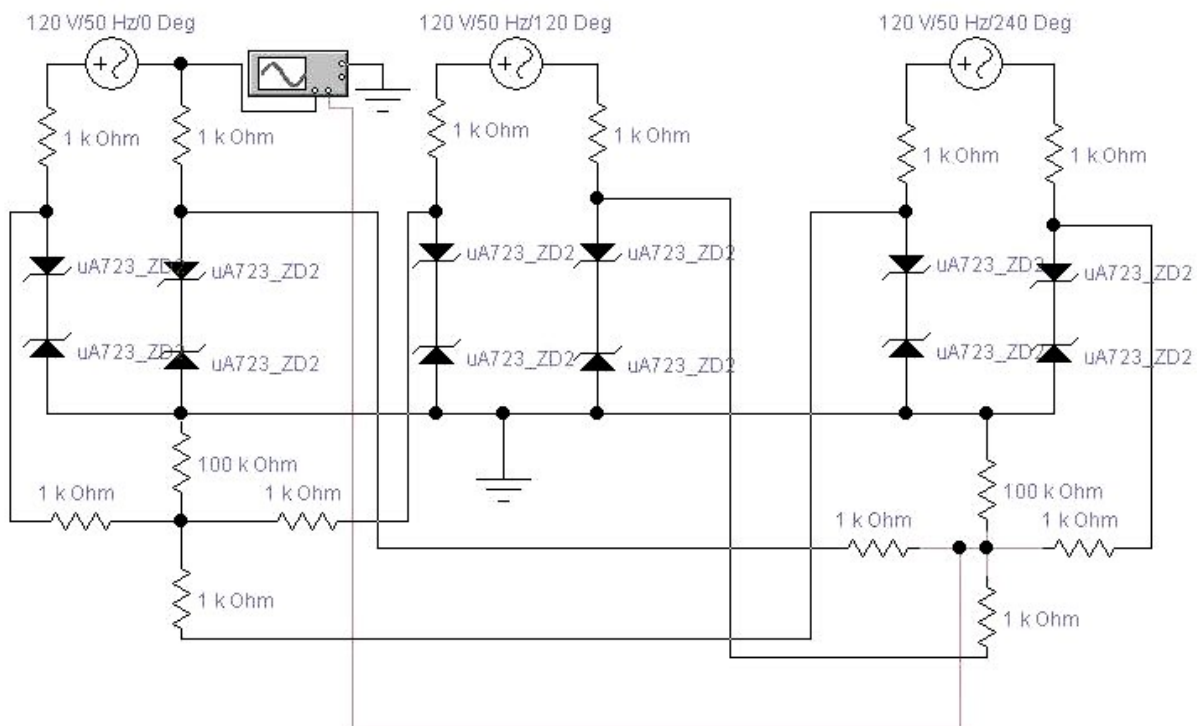 120 V/50 Hz/0 Deg
120 V/50 Hz/120 Deg
120 V/50 Hz/240 Deg
1 k Ohm
1 k Ohm
1 k Ohm
1 k Ohm
1 k Ohm
1 k Ohm
uA723_ZD2
uA723_ZD2
uA723_ZD2
uA723_ZD2
uA723_ZD2
uA723_ZD2
uA723_ZD2
uA723_ZD2
uA723_ZD2
uA723_ZD2
uA723_ZD2
uA723_ZD2
100 k Ohm
1 k Ohm
1 k Ohm
100 k Ohm
1 k Ohm
1 k Ohm
1 k Ohm
1 k Ohm